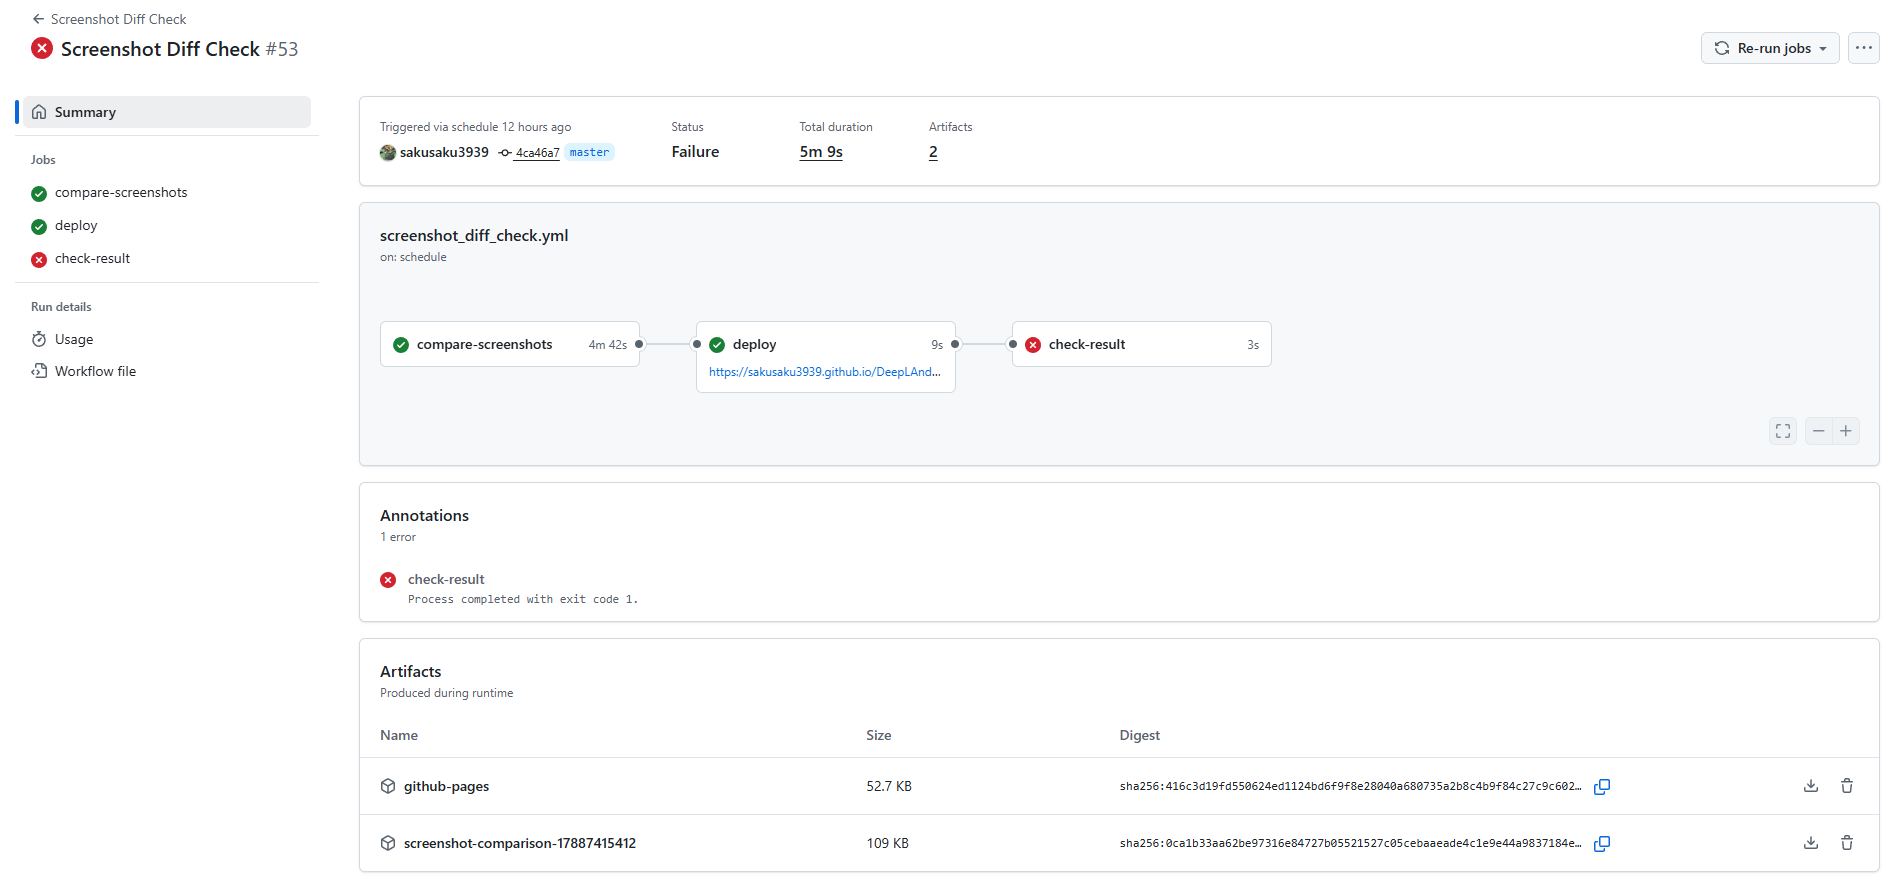 Screenshot Diff Check
Screenshot Diff Check #53
Re-run jobs
Summary
Jobs
compare-screenshots
deploy
check-result
Run details
Usage
Workflow file
Triggered via schedule 12 hours ago
sakusaku3939 4ca46a7 master
Status
Failure
Total duration
5m 9s
Artifacts
2
screenshot_diff_check.yml
on: schedule
compare-screenshots 4m 42s
deploy 9s
https://sakusaku3939.github.io/DeepLAnd...
check-result 3s
Annotations
1 error
check-result
Process completed with exit code 1.
Artifacts
Produced during runtime
Name Size Digest
github-pages 52.7 KB sha256:416c3d19fd550624ed1124bd6f9f8e28040a680735a2b8c4b9f84c27c9c602…
screenshot-comparison-17887415412 109 KB sha256:0ca1b33aa62be97316e84727b05521527c05cebaaeade4c1e9e44a9837184e…